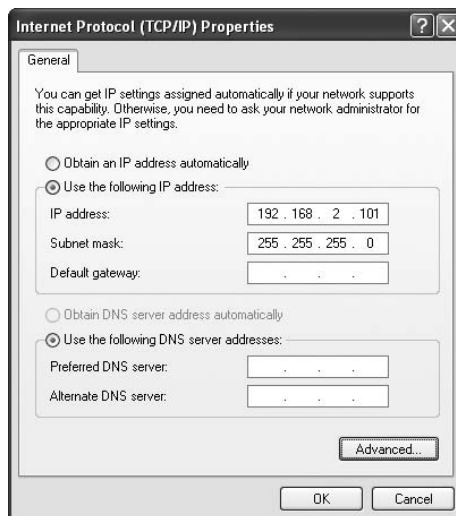 Internet Protocol (TCP/IP) Properties
General
You can get IP settings assigned automatically if your network supports
this capability. Otherwise, you need to ask your network administrator for
the appropriate IP settings.
Obtain an IP address automatically
Use the following IP address:
IP address: 192 . 168 . 2 . 101
Subnet mask: 255 . 255 . 255 . 0
Default gateway: . . .
Obtain DNS server address automatically
Use the following DNS server addresses:
Preferred DNS server: . . .
Alternate DNS server: . . .
Advanced...
OK Cancel